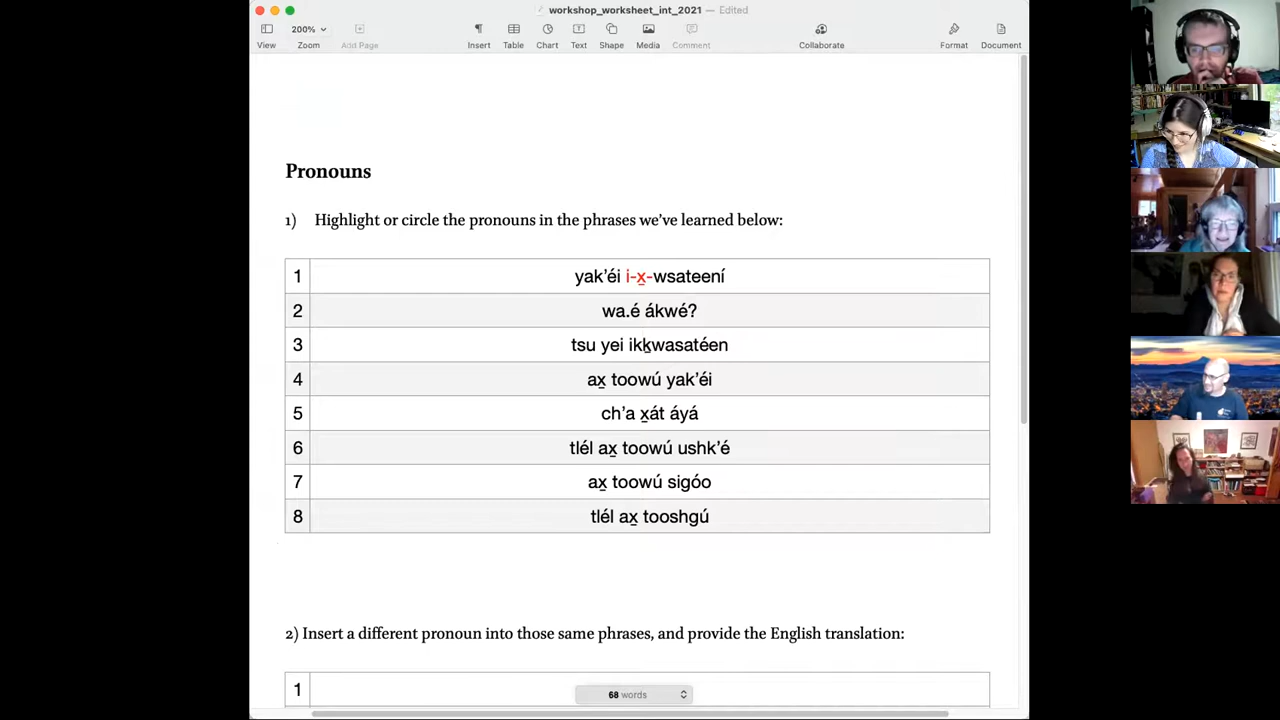 workshop_worksheet_int_2021 — Edited
200%
View Zoom Add Page Insert Table Chart Text Shape Media Comment Collaborate Format Document
Pronouns
1) Highlight or circle the pronouns in the phrases we’ve learned below:
1 yak’éi i-x̱-wsateení
2 wa.é ákwé?
3 tsu yei ikḵwasatéen
4 ax̱ toowú yak’éi
5 ch’a x̱át áyá
6 tlél ax̱ toowú ushk’é
7 ax̱ toowú sigóo
8 tlél ax̱ tooshgú
2) Insert a different pronoun into those same phrases, and provide the English translation:
1
68 words